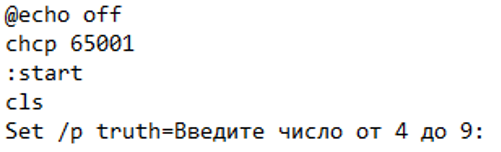 @echo off
chcp 65001
:start
cls
Set /p truth=Введите число от 4 до 9: